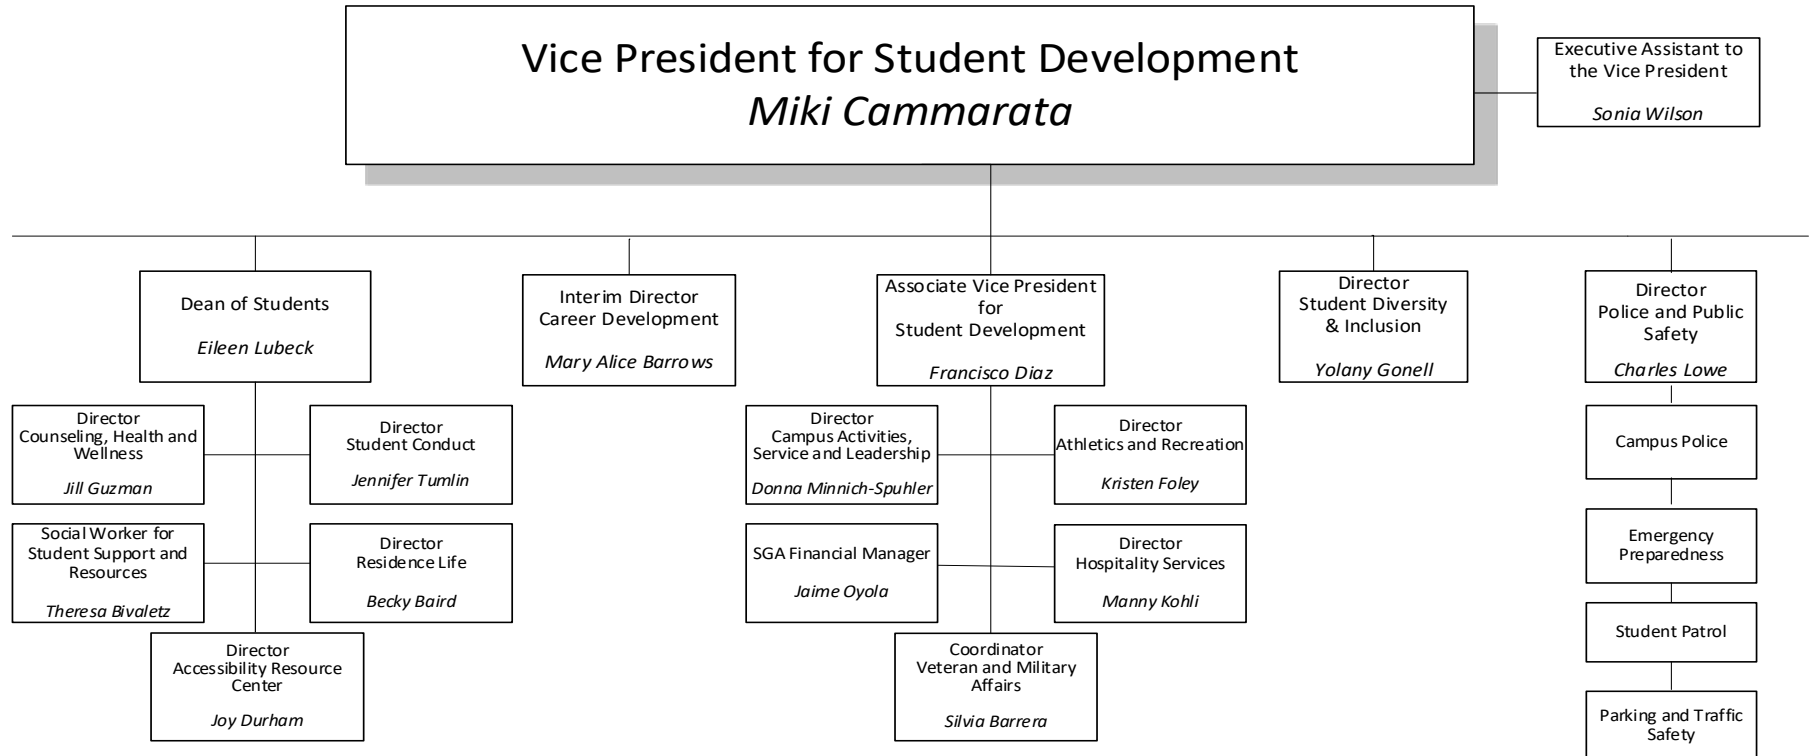 Vice President for Student Development
Miki Cammarata
Executive Assistant to
the Vice President
Sonia Wilson
Dean of Students
Eileen Lubeck
Interim Director
Career Development
Mary Alice Barrows
Associate Vice President
for
Student Development
Francisco Diaz
Director
Student Diversity
& Inclusion
Yolany Gonell
Director
Police and Public
Safety
Charles Lowe
Director
Counseling, Health and
Wellness
Jill Guzman
Director
Student Conduct
Jennifer Tumlin
Director
Campus Activities,
Service and Leadership
Donna Minnich-Spuhler
Director
Athletics and Recreation
Kristen Foley
Campus Police
Social Worker for
Student Support and
Resources
Theresa Bivaletz
Director
Residence Life
Becky Baird
SGA Financial Manager
Jaime Oyola
Director
Hospitality Services
Manny Kohli
Emergency
Preparedness
Student Patrol
Director
Accessibility Resource
Center
Joy Durham
Coordinator
Veteran and Military
Affairs
Silvia Barrera
Parking and Traffic
Safety